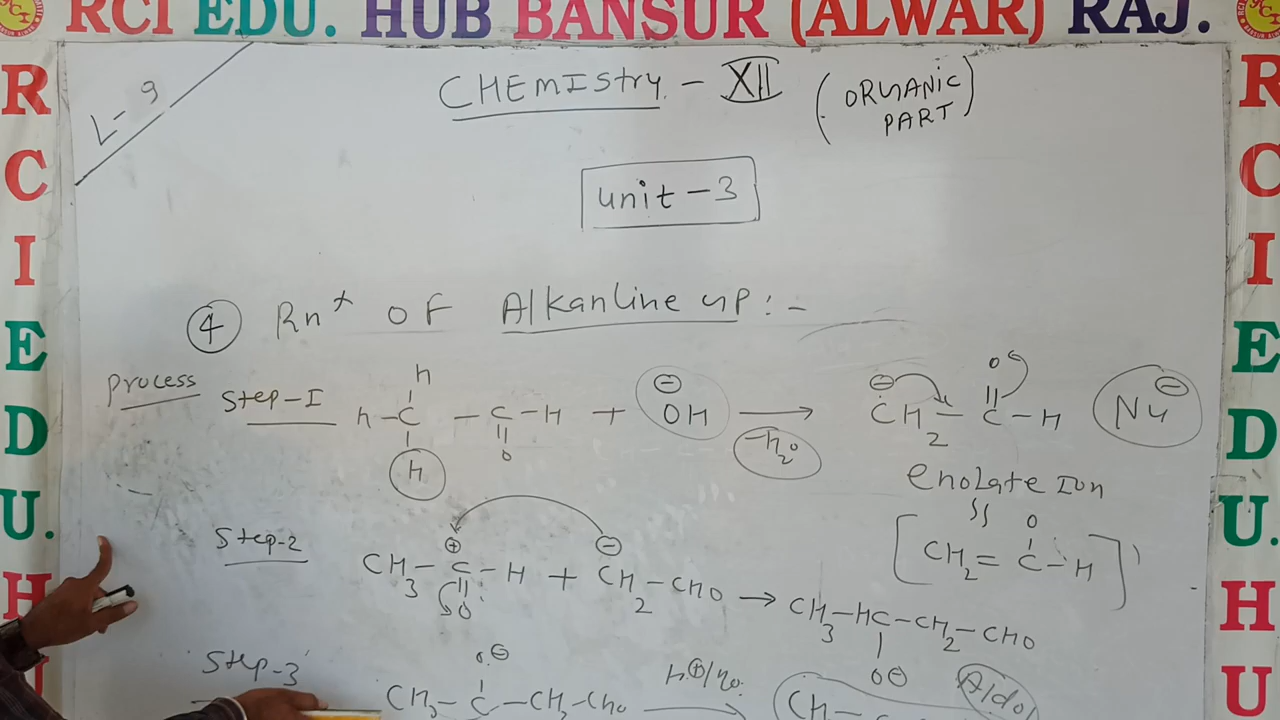 RCI EDU. HUB BANSUR (ALWAR) RAJ.
R
C
I
E
D
U.
H
U
R
C
I
E
D
U.
H
U
L-9
CHEMIStry - XII (ORGANIC PART)
unit-3
④ Rn^x OF Alkanline gp :-
Process
Step-I H-C(H)(H)-C(=O)-H + ⊖OH → -H2O ⊖CH2-C(=O)-H Nu⊖
enolate Ion
[CH2=C(O)-H]'
Step-2 CH3-C⊕(=O)-H + ⊖CH2-CHO → CH3-HC(O⊖)-CH2-CHO
Step-3 CH3-C(O⊖)-CH2-CHO → H⊕/H2O CH- C
Aldol